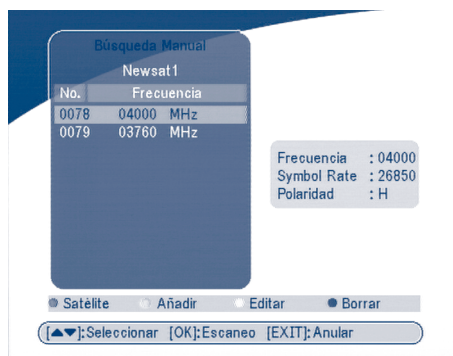 Búsqueda Manual
Newsat1
No. Frecuencia
0078 04000 MHz
0079 03760 MHz
Frecuencia : 04000
Symbol Rate : 26850
Polaridad : H
Satélite Añadir Editar Borrar
[▲▼]:Seleccionar [OK]:Escaneo [EXIT]:Anular